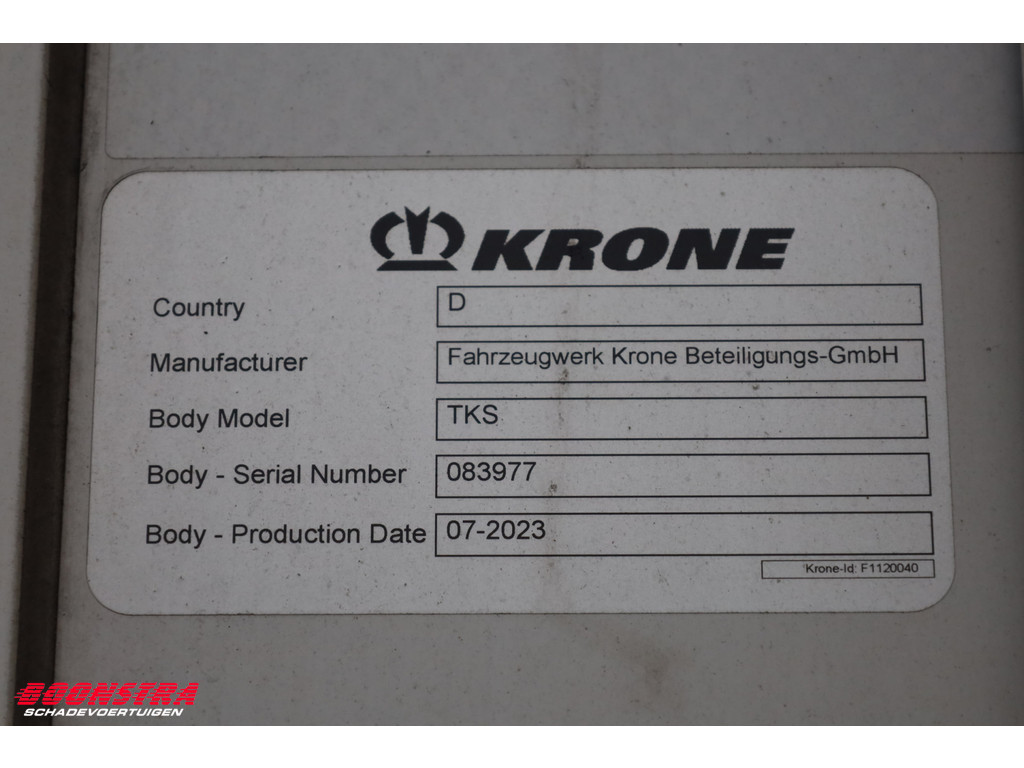 KRONE
Country D
Manufacturer Fahrzeugwerk Krone Beteiligungs-GmbH
Body Model TKS
Body - Serial Number 083977
Body - Production Date 07-2023
Krone-Id: F1120040
BOONSTRA
SCHADEVOERTUIGEN